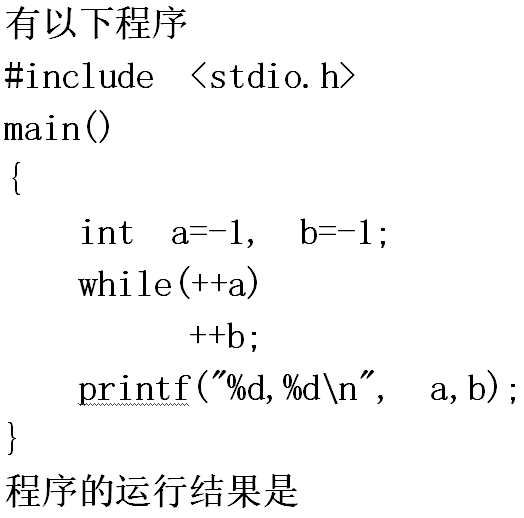 有以下程序
#include <stdio.h>
main()
{
int a=-1, b=-1;
while(++a)
++b;
printf("%d,%d\n", a,b);
}
程序的运行结果是